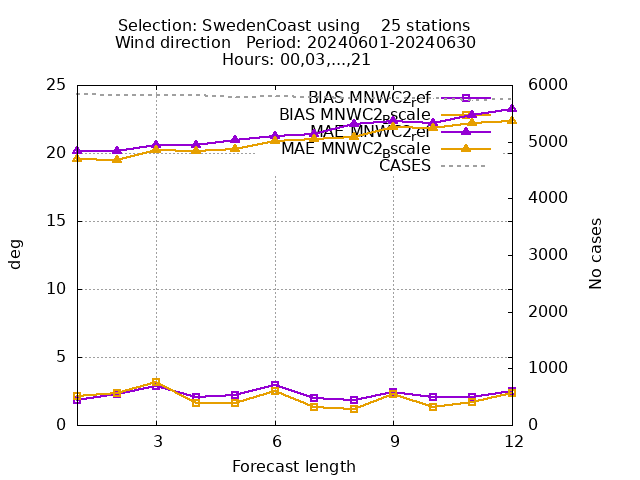 Selection: SwedenCoast using    25 stations
Wind direction   Period: 20240601-20240630
Hours: 00,03,...,21
25
20
15
10
5
0
6000
5000
4000
3000
2000
1000
0
BIAS MNWC2_ref
BIAS MNWC2_Bscale
MAE MNWC2_ref
MAE MNWC2_Bscale
CASES
deg
No cases
3
6
9
12
Forecast length